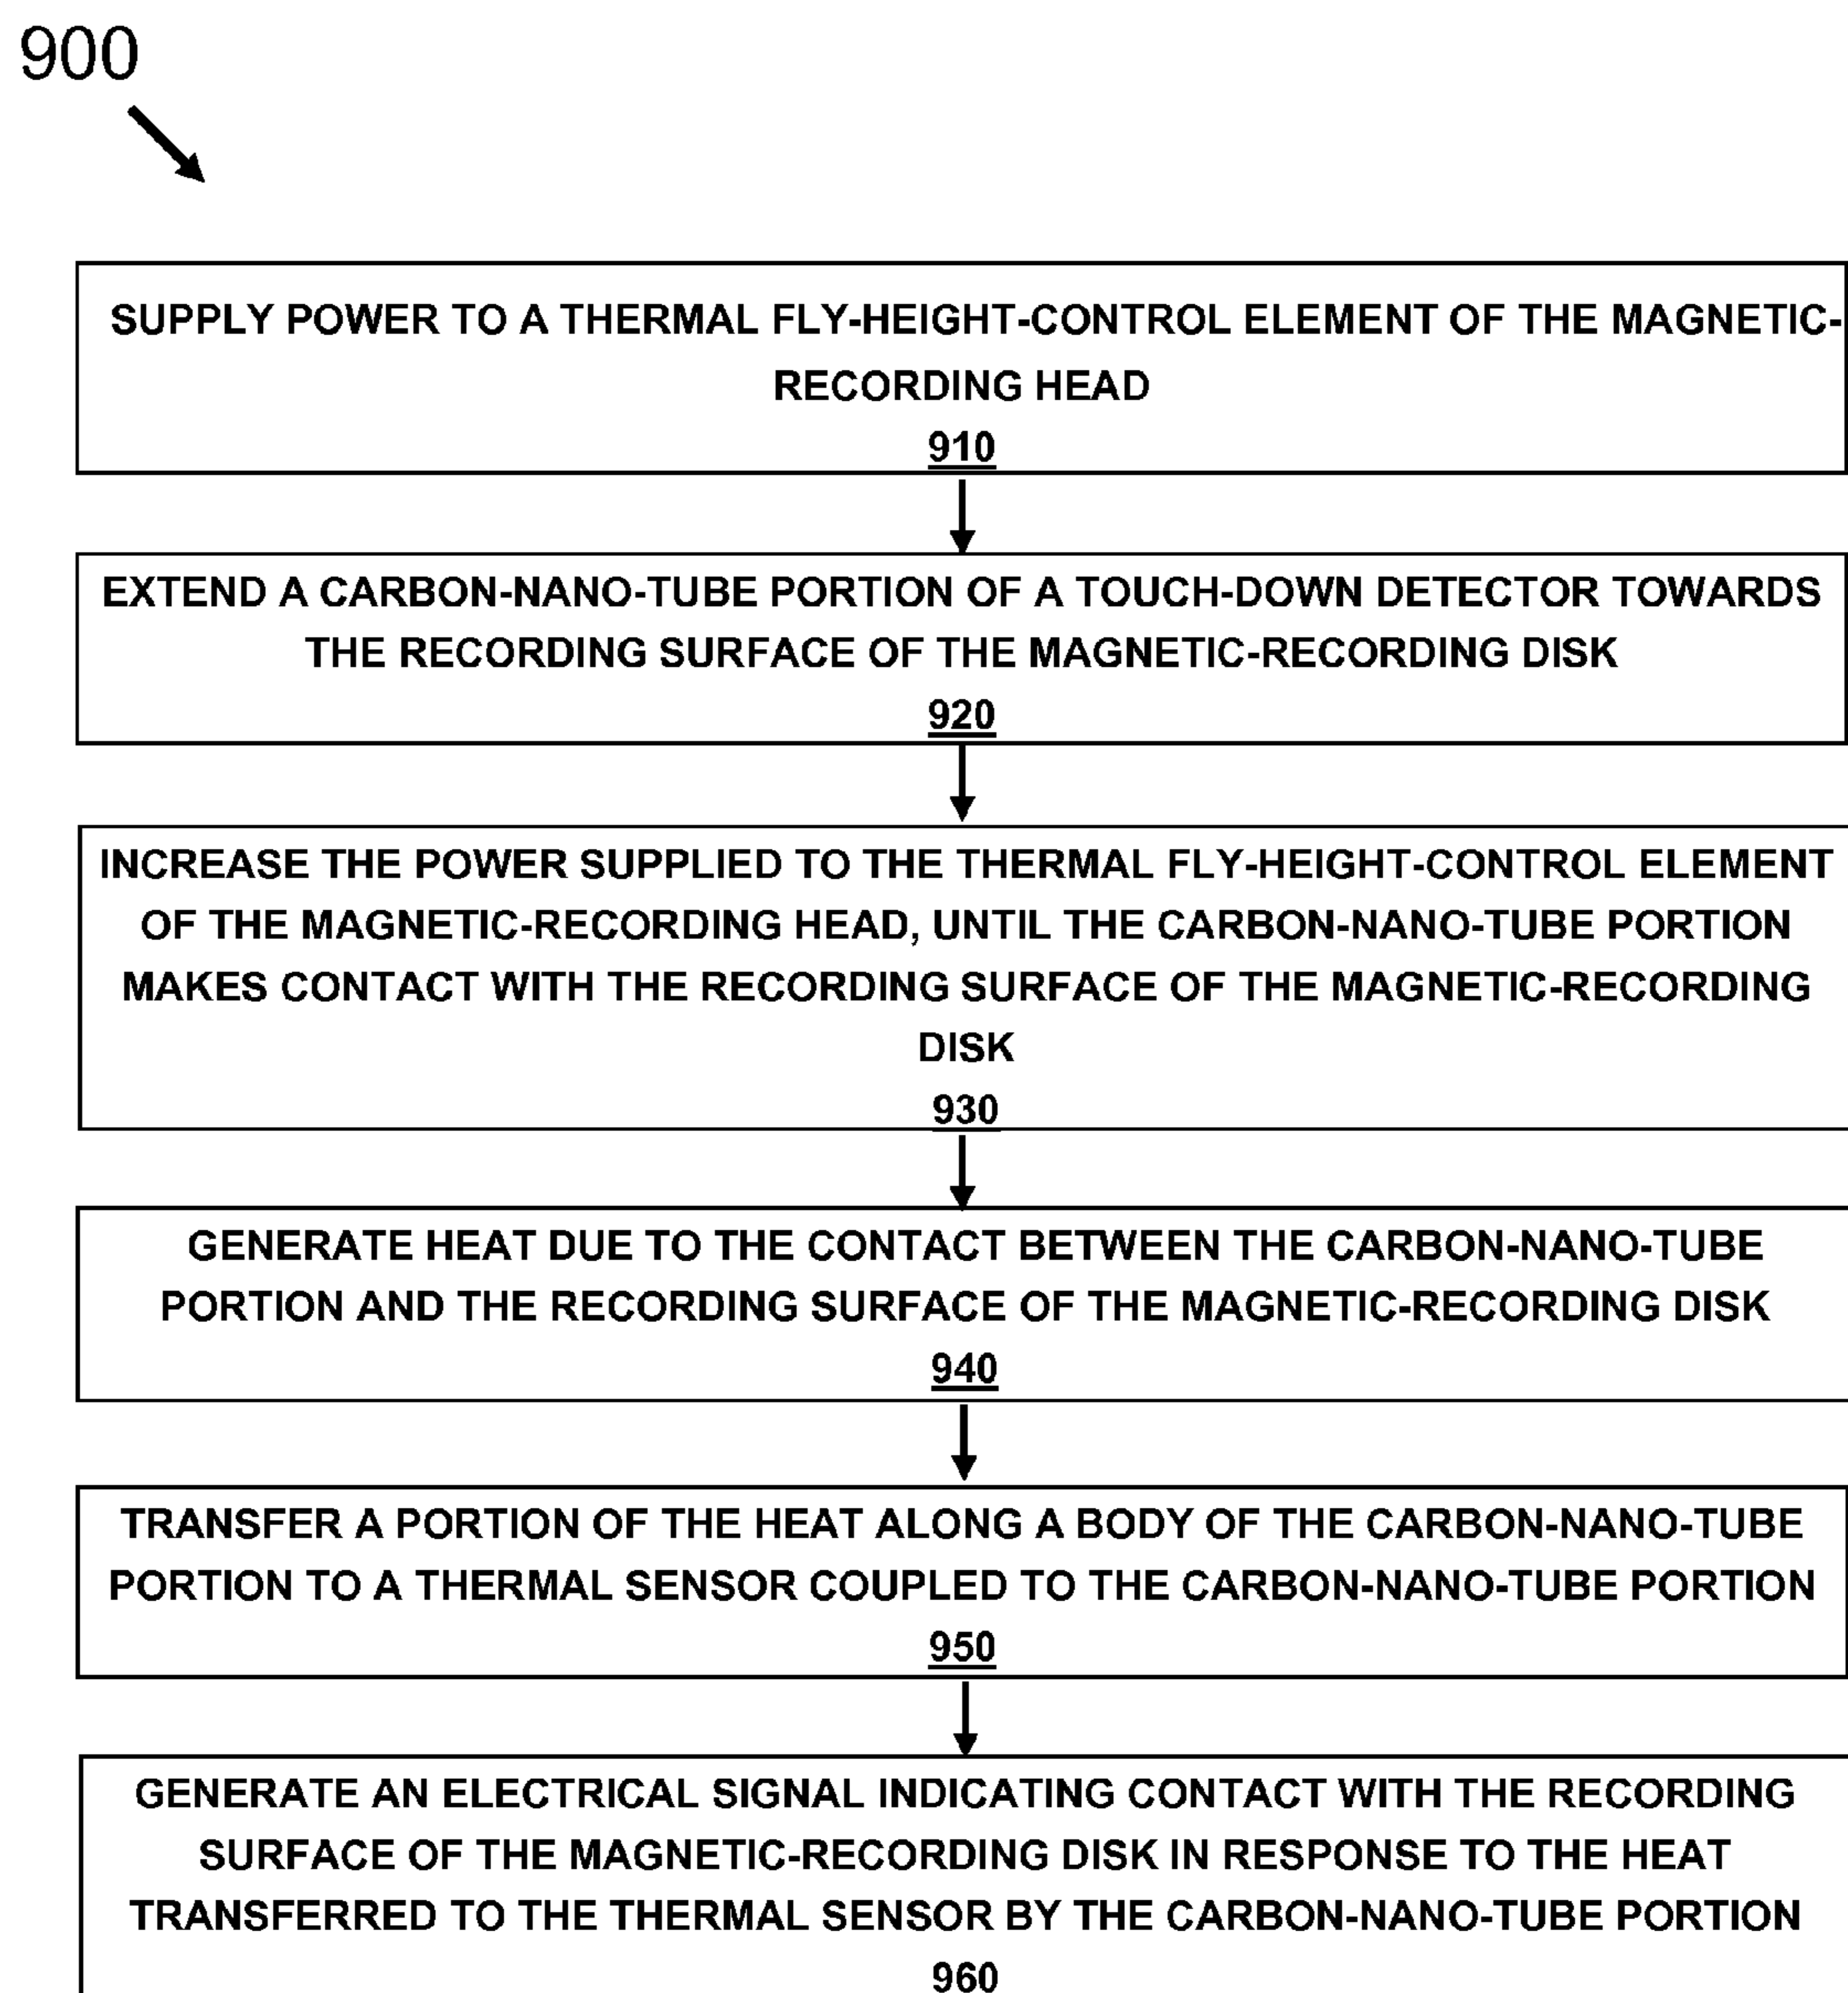 900
SUPPLY POWER TO A THERMAL FLY-HEIGHT-CONTROL ELEMENT OF THE MAGNETIC-
RECORDING HEAD
910
EXTEND A CARBON-NANO-TUBE PORTION OF A TOUCH-DOWN DETECTOR TOWARDS
THE RECORDING SURFACE OF THE MAGNETIC-RECORDING DISK
920
INCREASE THE POWER SUPPLIED TO THE THERMAL FLY-HEIGHT-CONTROL ELEMENT
OF THE MAGNETIC-RECORDING HEAD, UNTIL THE CARBON-NANO-TUBE PORTION
MAKES CONTACT WITH THE RECORDING SURFACE OF THE MAGNETIC-RECORDING
DISK
930
GENERATE HEAT DUE TO THE CONTACT BETWEEN THE CARBON-NANO-TUBE
PORTION AND THE RECORDING SURFACE OF THE MAGNETIC-RECORDING DISK
940
TRANSFER A PORTION OF THE HEAT ALONG A BODY OF THE CARBON-NANO-TUBE
PORTION TO A THERMAL SENSOR COUPLED TO THE CARBON-NANO-TUBE PORTION
950
GENERATE AN ELECTRICAL SIGNAL INDICATING CONTACT WITH THE RECORDING
SURFACE OF THE MAGNETIC-RECORDING DISK IN RESPONSE TO THE HEAT
TRANSFERRED TO THE THERMAL SENSOR BY THE CARBON-NANO-TUBE PORTION
960